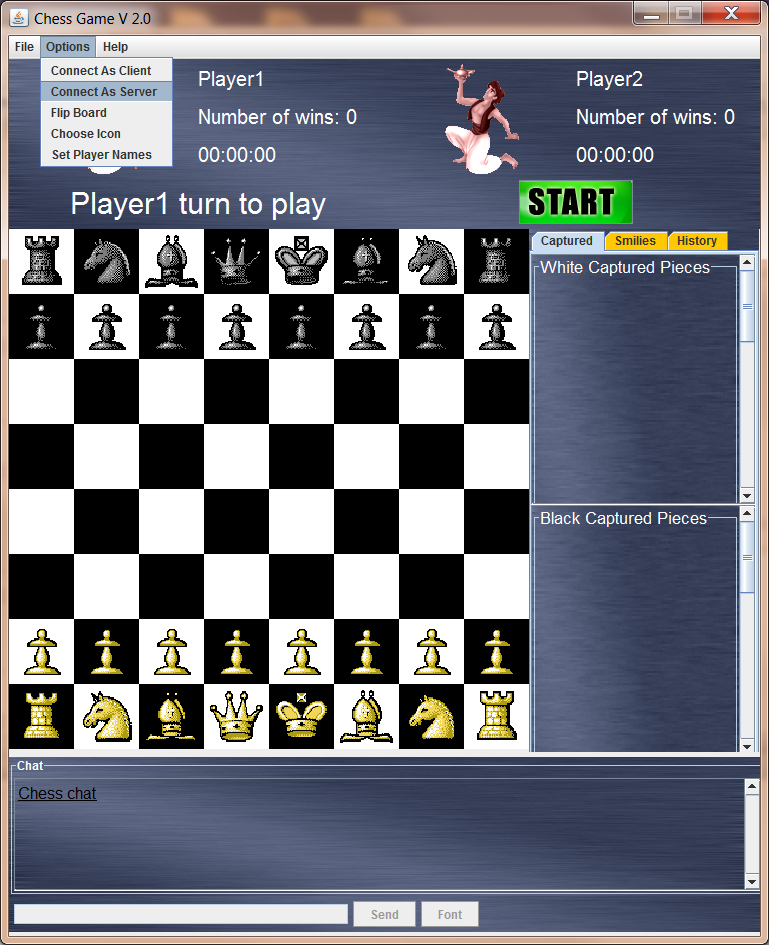 Chess Game V 2.0
File Options Help
Connect As Client
Connect As Server
Flip Board
Choose Icon
Set Player Names
Player1
Number of wins: 0
00:00:00
Player2
Number of wins: 0
00:00:00
Player1 turn to play
START
Captured Smilies History
White Captured Pieces
Black Captured Pieces
Chat
Chess chat
Send Font